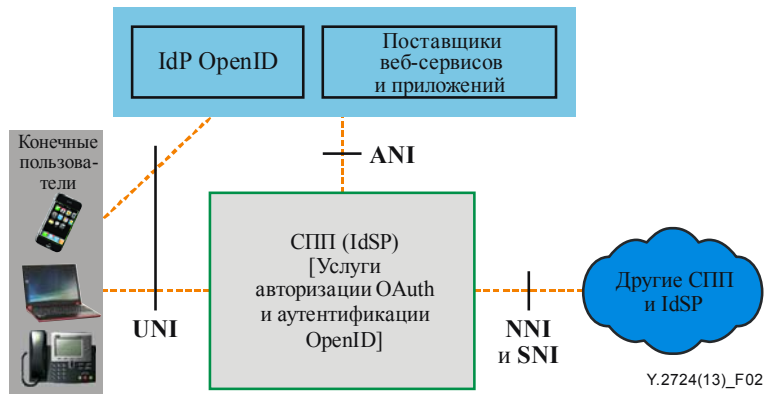 IdP OpenID
Поставщики
веб-сервисов
и приложений
Конечные
пользова-
тели
ANI
СПП (IdSP)
[Услуги
авторизации OAuth
и аутентификации
OpenID]
UNI
NNI
и SNI
Другие СПП
и IdSP
Y.2724(13)_F02